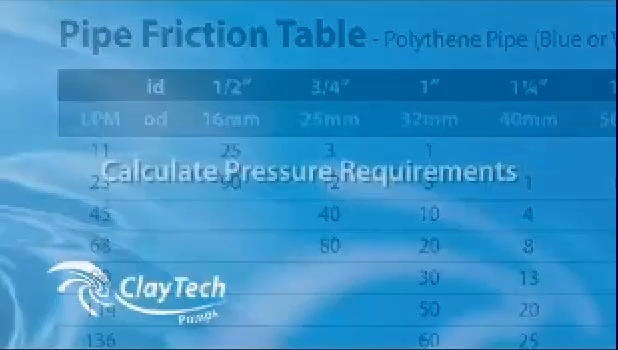 Pipe Friction Table - Polythene Pipe (Blue or
id 1/2" 3/4" 1" 1¼"
LPM od 16mm 25mm 32mm 40mm
11 25 3 1
Calculate Pressure Requirements
23 90 12 3 1
45 40 10 4
68 80 20 8
30 13
ClayTech
Pumps
50 20
136 60 25